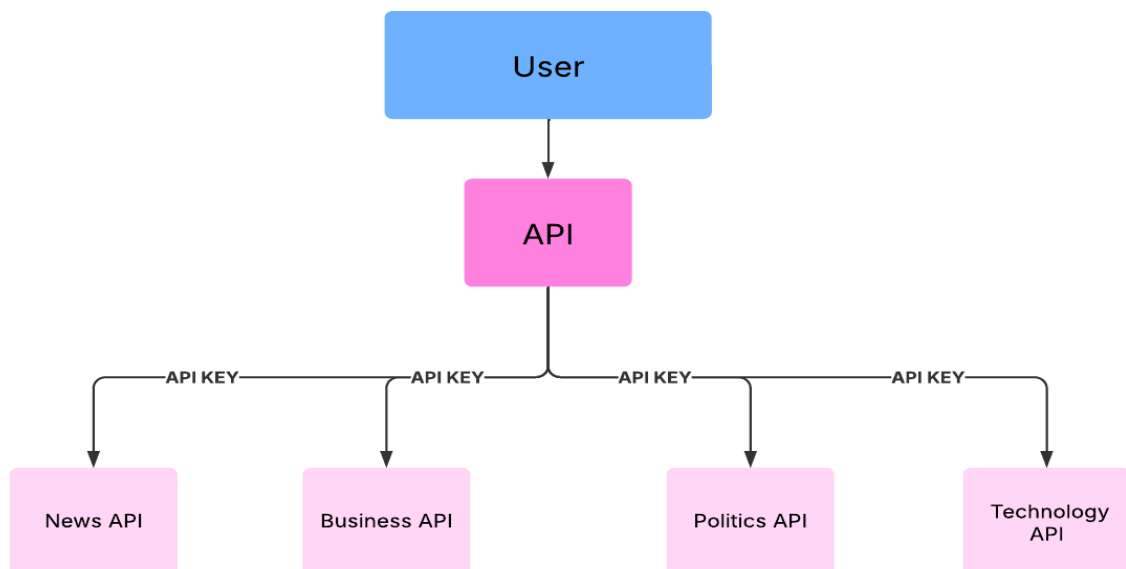 User
API
API KEY API KEY API KEY API KEY
News API
Business API
Politics API
Technology
API